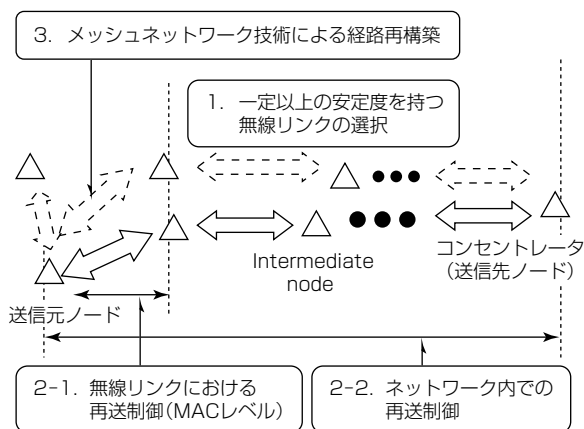 3. メッシュネットワーク技術による経路再構築
1. 一定以上の安定度を持つ
無線リンクの選択
Intermediate
node
コンセントレータ
(送信先ノード)
送信元ノード
2-1. 無線リンクにおける
再送制御(MACレベル)
2-2. ネットワーク内での
再送制御